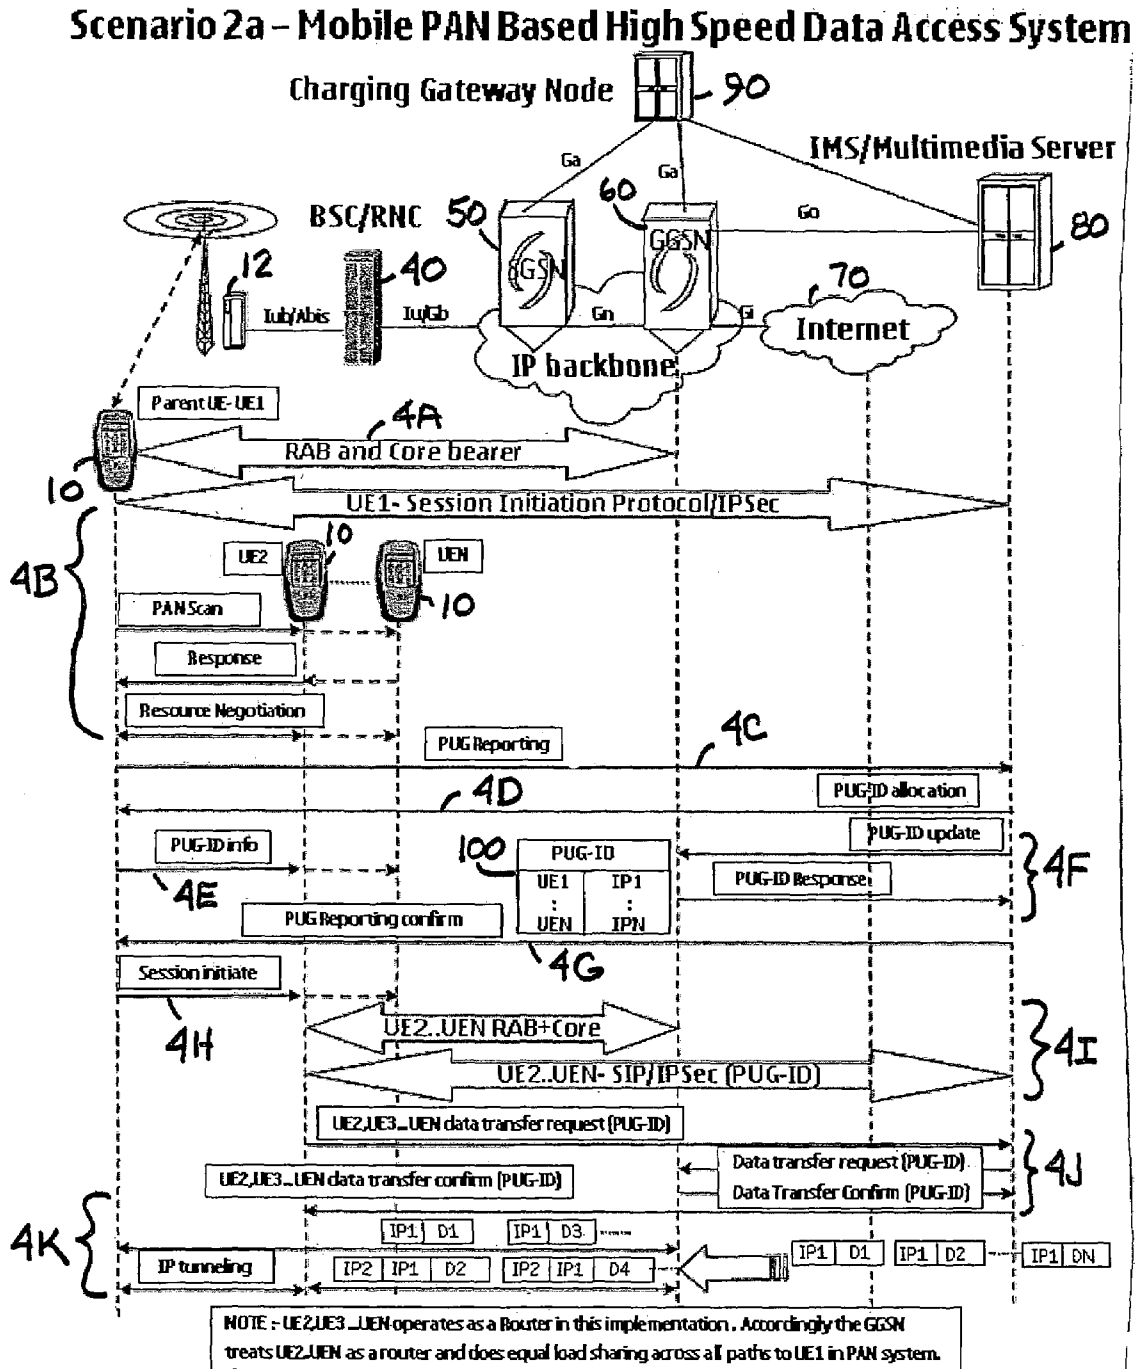 Scenario 2a – Mobile PAN Based High Speed Data Access System
Charging Gateway Node
90
IMS/Multimedia Server
Ga
Ga
60
BSC/RNC
50
Go
80
GGSN
12
40
GSN
70
Iub/Abis
Iu/Gb
Gn
Gi
Internet
IP backbone
Parent UE- UE1
4A
RAB and Core bearer
10
UE1- Session Initiation Protocol/IPSec
UE2
10
UEN
4B
10
PAN Scan
Response
Resource Negotiation
PUG Reporting
4C
4D
PUG-ID allocation
PUG-ID update
PUG-ID info
100
PUG-ID
4F
UE1 IP1
PUG-ID Response
4E
: :
PUG Reporting confirm
UEN IPN
4G
Session initiate
4H
UE2..UEN RAB+Core
4I
UE2..UEN- SIP/IPSec (PUG-ID)
UE2,UE3...UEN data transfer request (PUG-ID)
Data transfer request (PUG-ID)
4J
UE2,UE3...UEN data transfer confirm (PUG-ID)
Data Transfer Confirm (PUG-ID)
4K
IP1 D1 IP1 D3
IP1 D1 IP1 D2 IP1 DN
IP tunneling
IP2 IP1 D2 IP2 IP1 D4
NOTE :- UE2,UE3 ...UEN operates as a Router in this implementation. Accordingly the GGSN
treats UE2..UEN as a router and does equal load sharing across all paths to UE1 in PAN system.